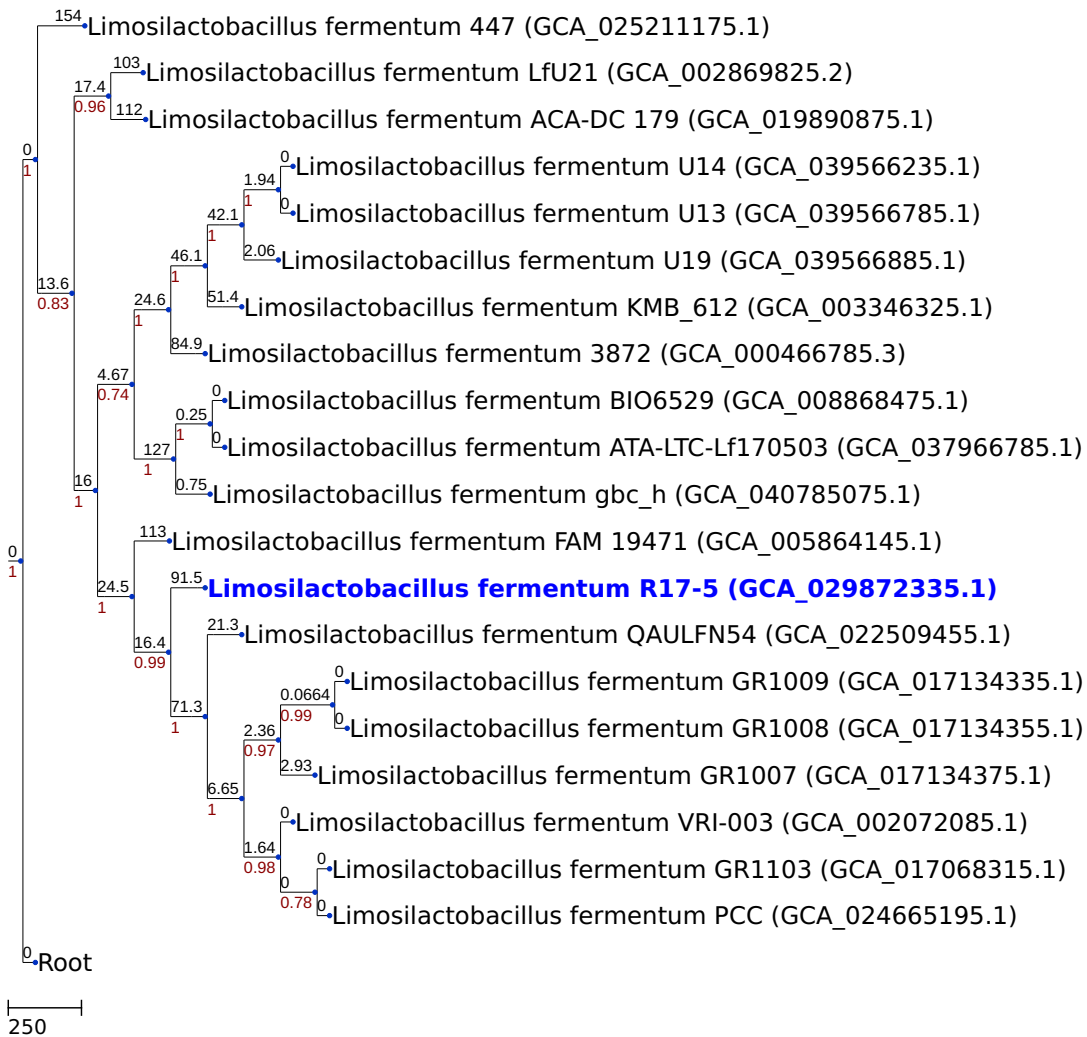 154 Limosilactobacillus fermentum 447 (GCA_025211175.1)
103 Limosilactobacillus fermentum LfU21 (GCA_002869825.2)
17.4
0.96
112 Limosilactobacillus fermentum ACA-DC 179 (GCA_019890875.1)
0
1
0 Limosilactobacillus fermentum U14 (GCA_039566235.1)
1.94
1
0 Limosilactobacillus fermentum U13 (GCA_039566785.1)
42.1
1
2.06 Limosilactobacillus fermentum U19 (GCA_039566885.1)
46.1
1
13.6
0.83
51.4 Limosilactobacillus fermentum KMB_612 (GCA_003346325.1)
24.6
1
84.9 Limosilactobacillus fermentum 3872 (GCA_000466785.3)
4.67
0.74
0 Limosilactobacillus fermentum BIO6529 (GCA_008868475.1)
0.25
1
0 Limosilactobacillus fermentum ATA-LTC-Lf170503 (GCA_037966785.1)
127
1
16
1
0.75 Limosilactobacillus fermentum gbc_h (GCA_040785075.1)
113 Limosilactobacillus fermentum FAM 19471 (GCA_005864145.1)
0
1
24.5
1
91.5 Limosilactobacillus fermentum R17-5 (GCA_029872335.1)
16.4
0.99
21.3 Limosilactobacillus fermentum QAULFN54 (GCA_022509455.1)
0 Limosilactobacillus fermentum GR1009 (GCA_017134335.1)
0.0664
0.99
71.3
1
0 Limosilactobacillus fermentum GR1008 (GCA_017134355.1)
2.36
0.97
2.93 Limosilactobacillus fermentum GR1007 (GCA_017134375.1)
6.65
1
0 Limosilactobacillus fermentum VRI-003 (GCA_002072085.1)
1.64
0.98
0 Limosilactobacillus fermentum GR1103 (GCA_017068315.1)
0
0.78
0 Limosilactobacillus fermentum PCC (GCA_024665195.1)
0 Root
250